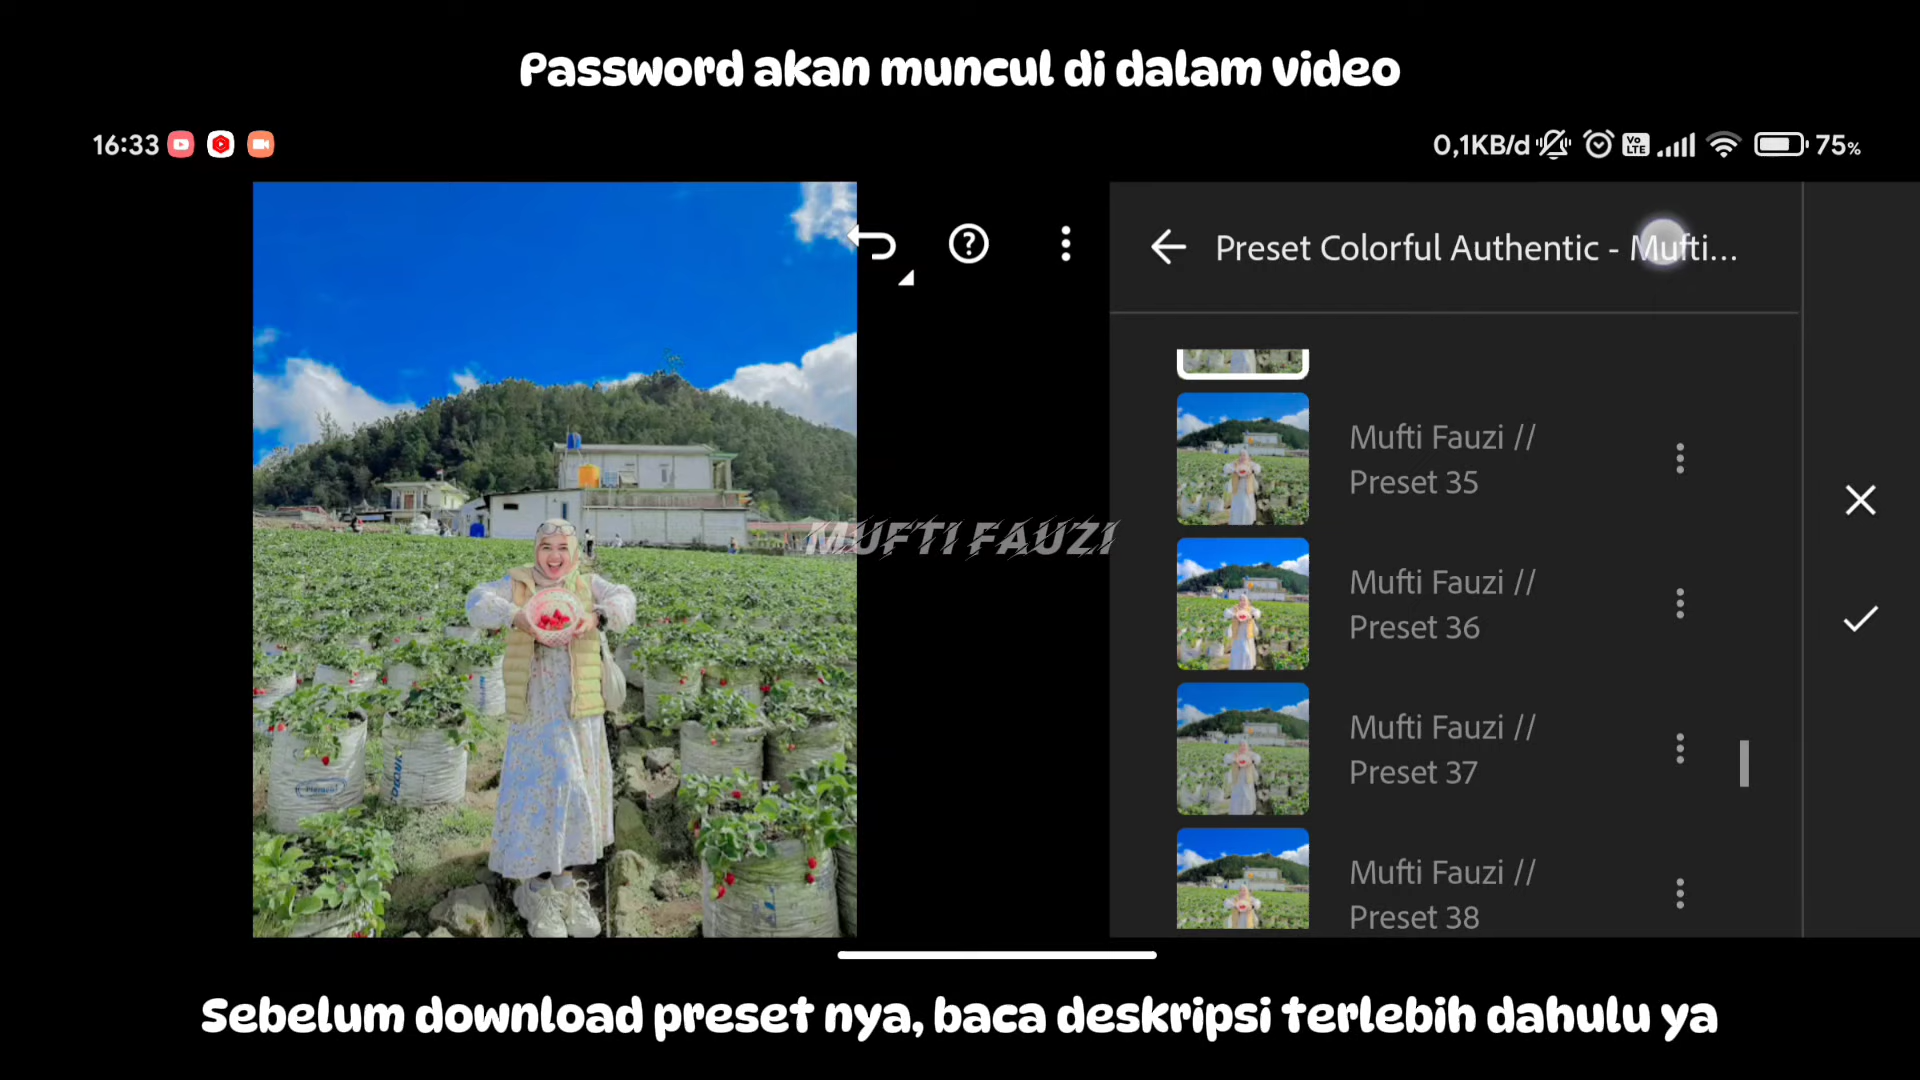 Password akan muncul di dalam video
16:33
0,1KB/d
Vo LTE
75%
Preset Colorful Authentic - Mufti...
Mufti Fauzi //
Preset 35
MUFTI FAUZI
Mufti Fauzi //
Preset 36
Mufti Fauzi //
Preset 37
Mufti Fauzi //
Preset 38
Sebelum download preset nya, baca deskripsi terlebih dahulu ya